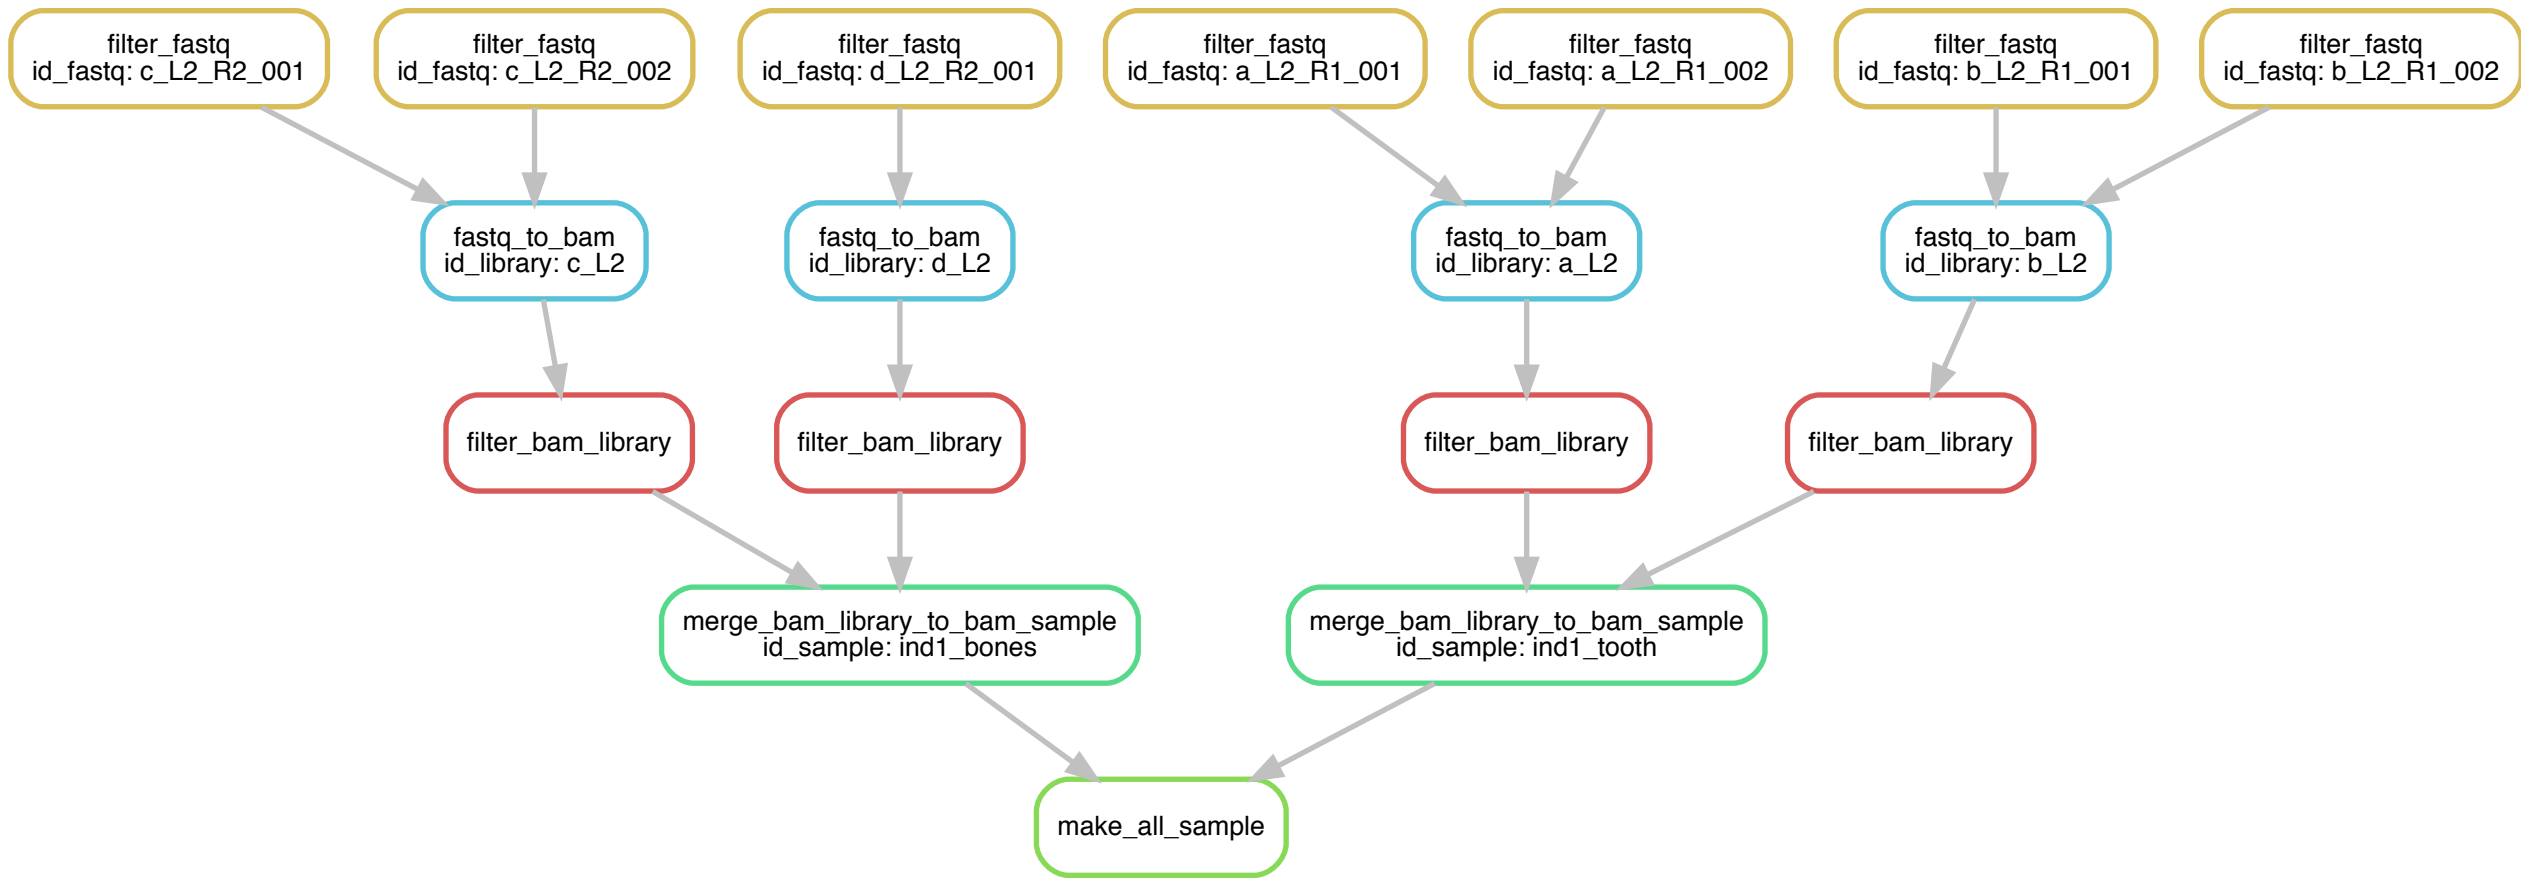 filter_fastq
id_fastq: c_L2_R2_001
filter_fastq
id_fastq: c_L2_R2_002
filter_fastq
id_fastq: d_L2_R2_001
filter_fastq
id_fastq: a_L2_R1_001
filter_fastq
id_fastq: a_L2_R1_002
filter_fastq
id_fastq: b_L2_R1_001
filter_fastq
id_fastq: b_L2_R1_002
fastq_to_bam
id_library: c_L2
fastq_to_bam
id_library: d_L2
fastq_to_bam
id_library: a_L2
fastq_to_bam
id_library: b_L2
filter_bam_library
filter_bam_library
filter_bam_library
filter_bam_library
merge_bam_library_to_bam_sample
id_sample: ind1_bones
merge_bam_library_to_bam_sample
id_sample: ind1_tooth
make_all_sample